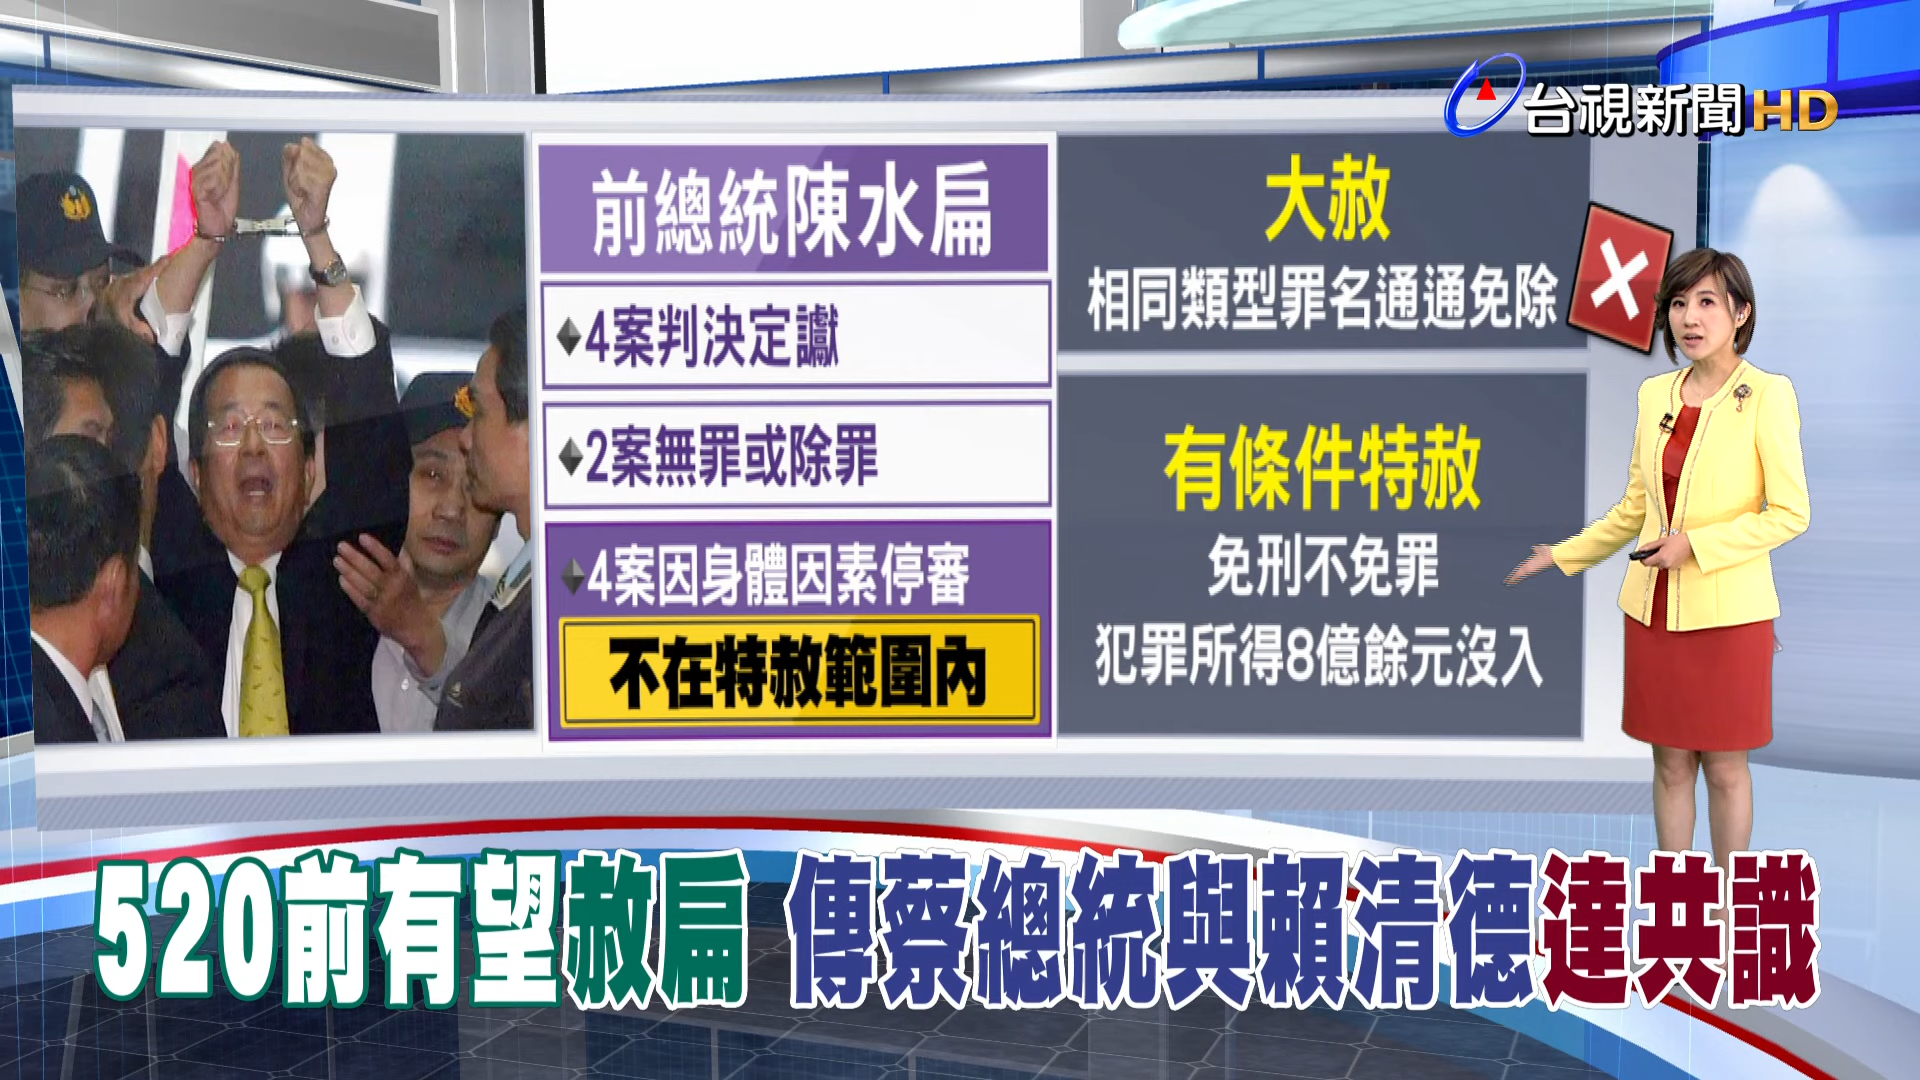 台視新聞HD
前總統陳水扁
4案判決定讞
2案無罪或除罪
4案因身體因素停審
不在特赦範圍內
大赦
相同類型罪名通通免除
有條件特赦
免刑不免罪
犯罪所得8億餘元沒入
520前有望赦扁 傳蔡總統與賴清德達共識